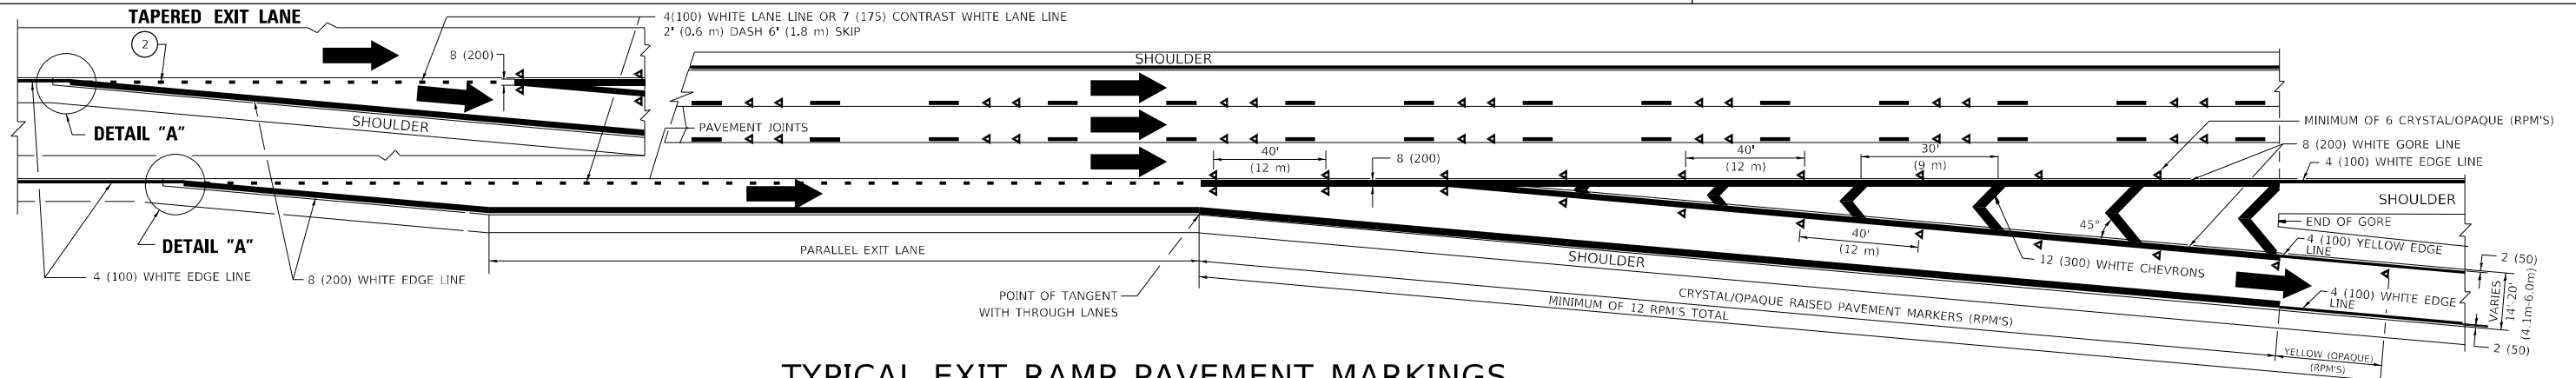 TAPERED EXIT LANE
2
8 (200)
4(100) WHITE LANE LINE OR 7 (175) CONTRAST WHITE LANE LINE
2' (0.6 m) DASH 6' (1.8 m) SKIP
SHOULDER
DETAIL "A"
SHOULDER
PAVEMENT JOINTS
MINIMUM OF 6 CRYSTAL/OPAQUE (RPM'S)
8 (200) WHITE GORE LINE
4 (100) WHITE EDGE LINE
40'
(12 m)
8 (200)
40'
(12 m)
30'
(9 m)
SHOULDER
END OF GORE
45°
4 (100) YELLOW EDGE
LINE
40'
(12 m)
12 (300) WHITE CHEVRONS
DETAIL "A"
4 (100) WHITE EDGE LINE
8 (200) WHITE EDGE LINE
PARALLEL EXIT LANE
SHOULDER
POINT OF TANGENT
WITH THROUGH LANES
CRYSTAL/OPAQUE RAISED PAVEMENT MARKERS (RPM'S)
MINIMUM OF 12 RPM'S TOTAL
4 (100) WHITE EDGE
LINE
2 (50)
VARIES
14'-20'
(4.1m-6.0m)
2 (50)
YELLOW (OPAQUE)
(RPM'S)
TYPICAL EXIT RAMP PAVEMENT MARKINGS